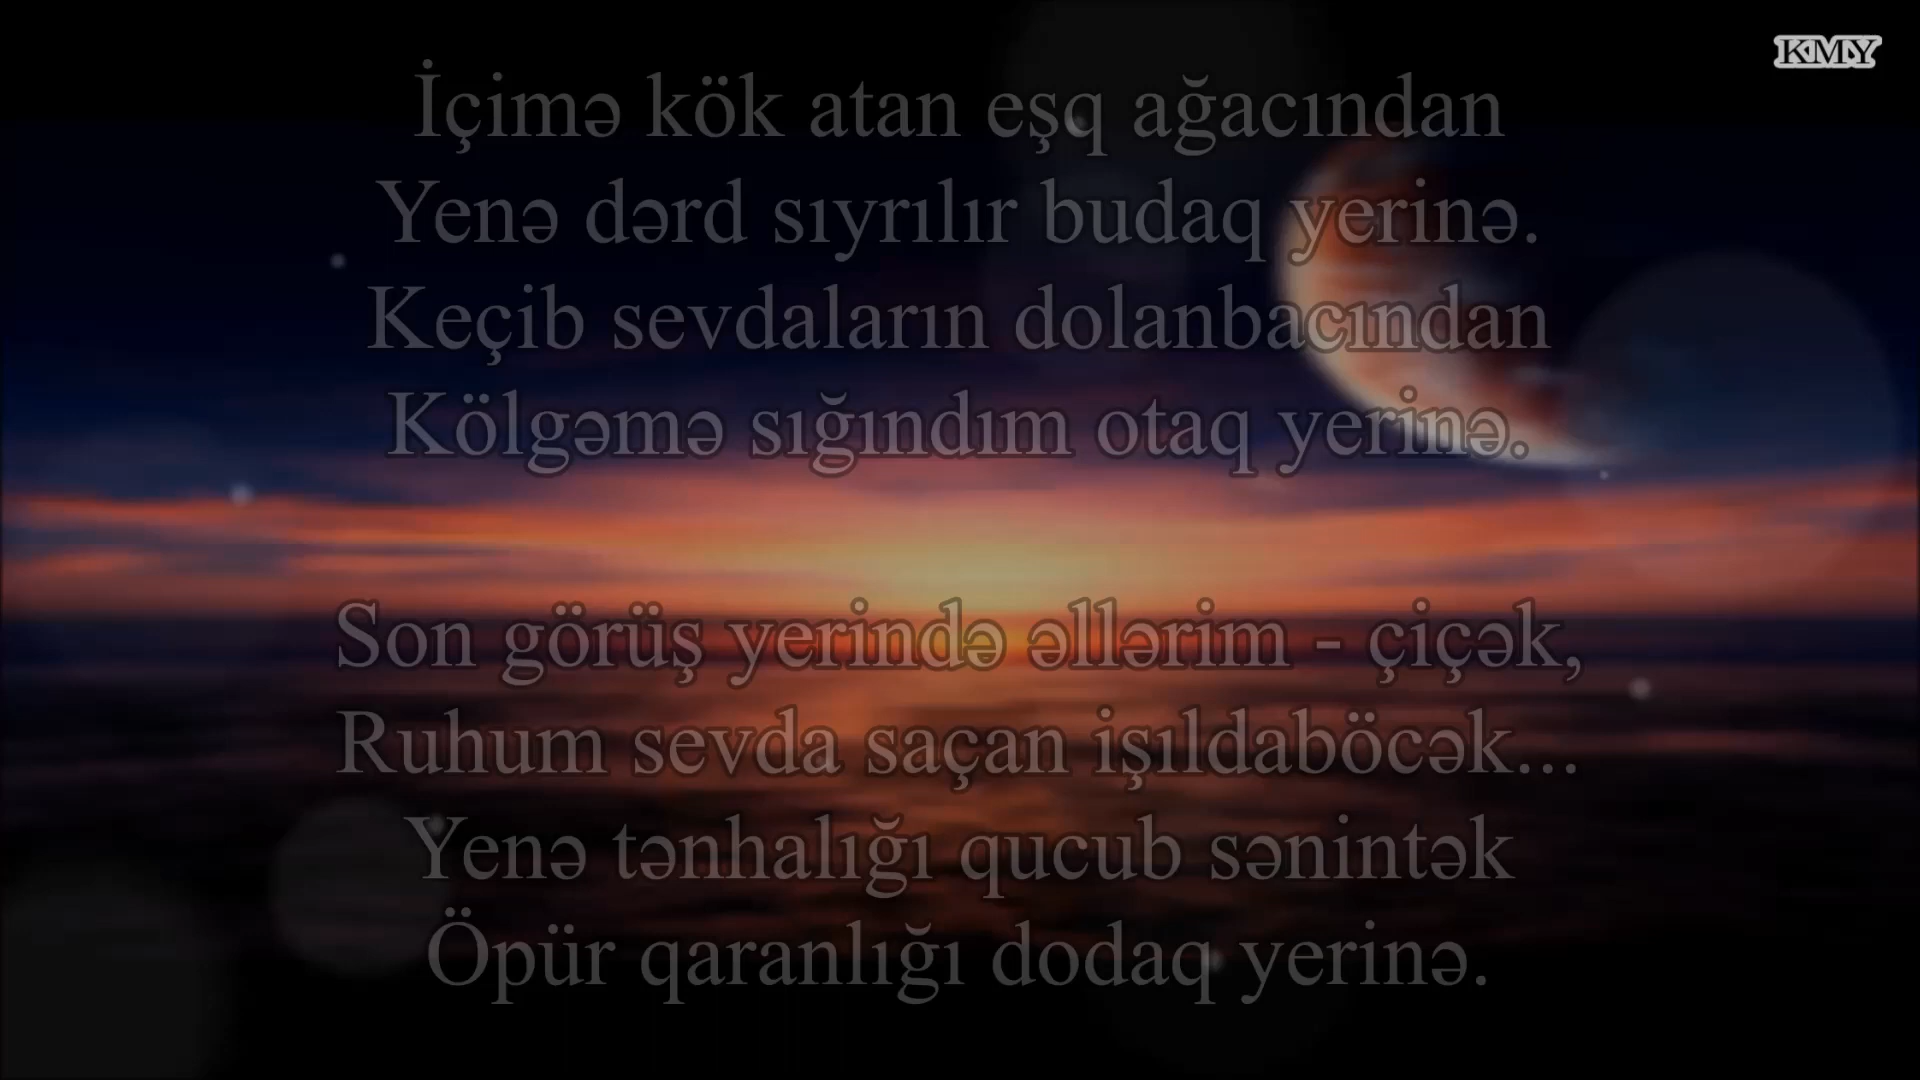 KMY
İçimə kök atan eşq ağacından
Yenə dərd sıyrılır budaq yerinə.
Keçib sevdaların dolanbacından
Kölgəmə sığındım otaq yerinə.
Son görüş yerində əllərim - çiçək,
Ruhum sevda saçan işıldaböcək...
Yenə tənhalığı qucub sənintək
Öpür qaranlığı dodaq yerinə.